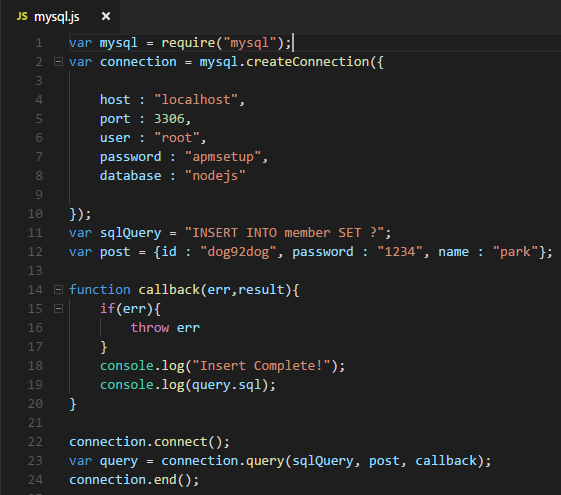 JS mysql.js ×
1 var mysql = require("mysql");
2 var connection = mysql.createConnection({
3
4 host : "localhost",
5 port : 3306,
6 user : "root",
7 password : "apmsetup",
8 database : "nodejs"
9
10 });
11 var sqlQuery = "INSERT INTO member SET ?";
12 var post = {id : "dog92dog", password : "1234", name : "park"};
13
14 function callback(err,result){
15 if(err){
16 throw err
17 }
18 console.log("Insert Complete!");
19 console.log(query.sql);
20 }
21
22 connection.connect();
23 var query = connection.query(sqlQuery, post, callback);
24 connection.end();